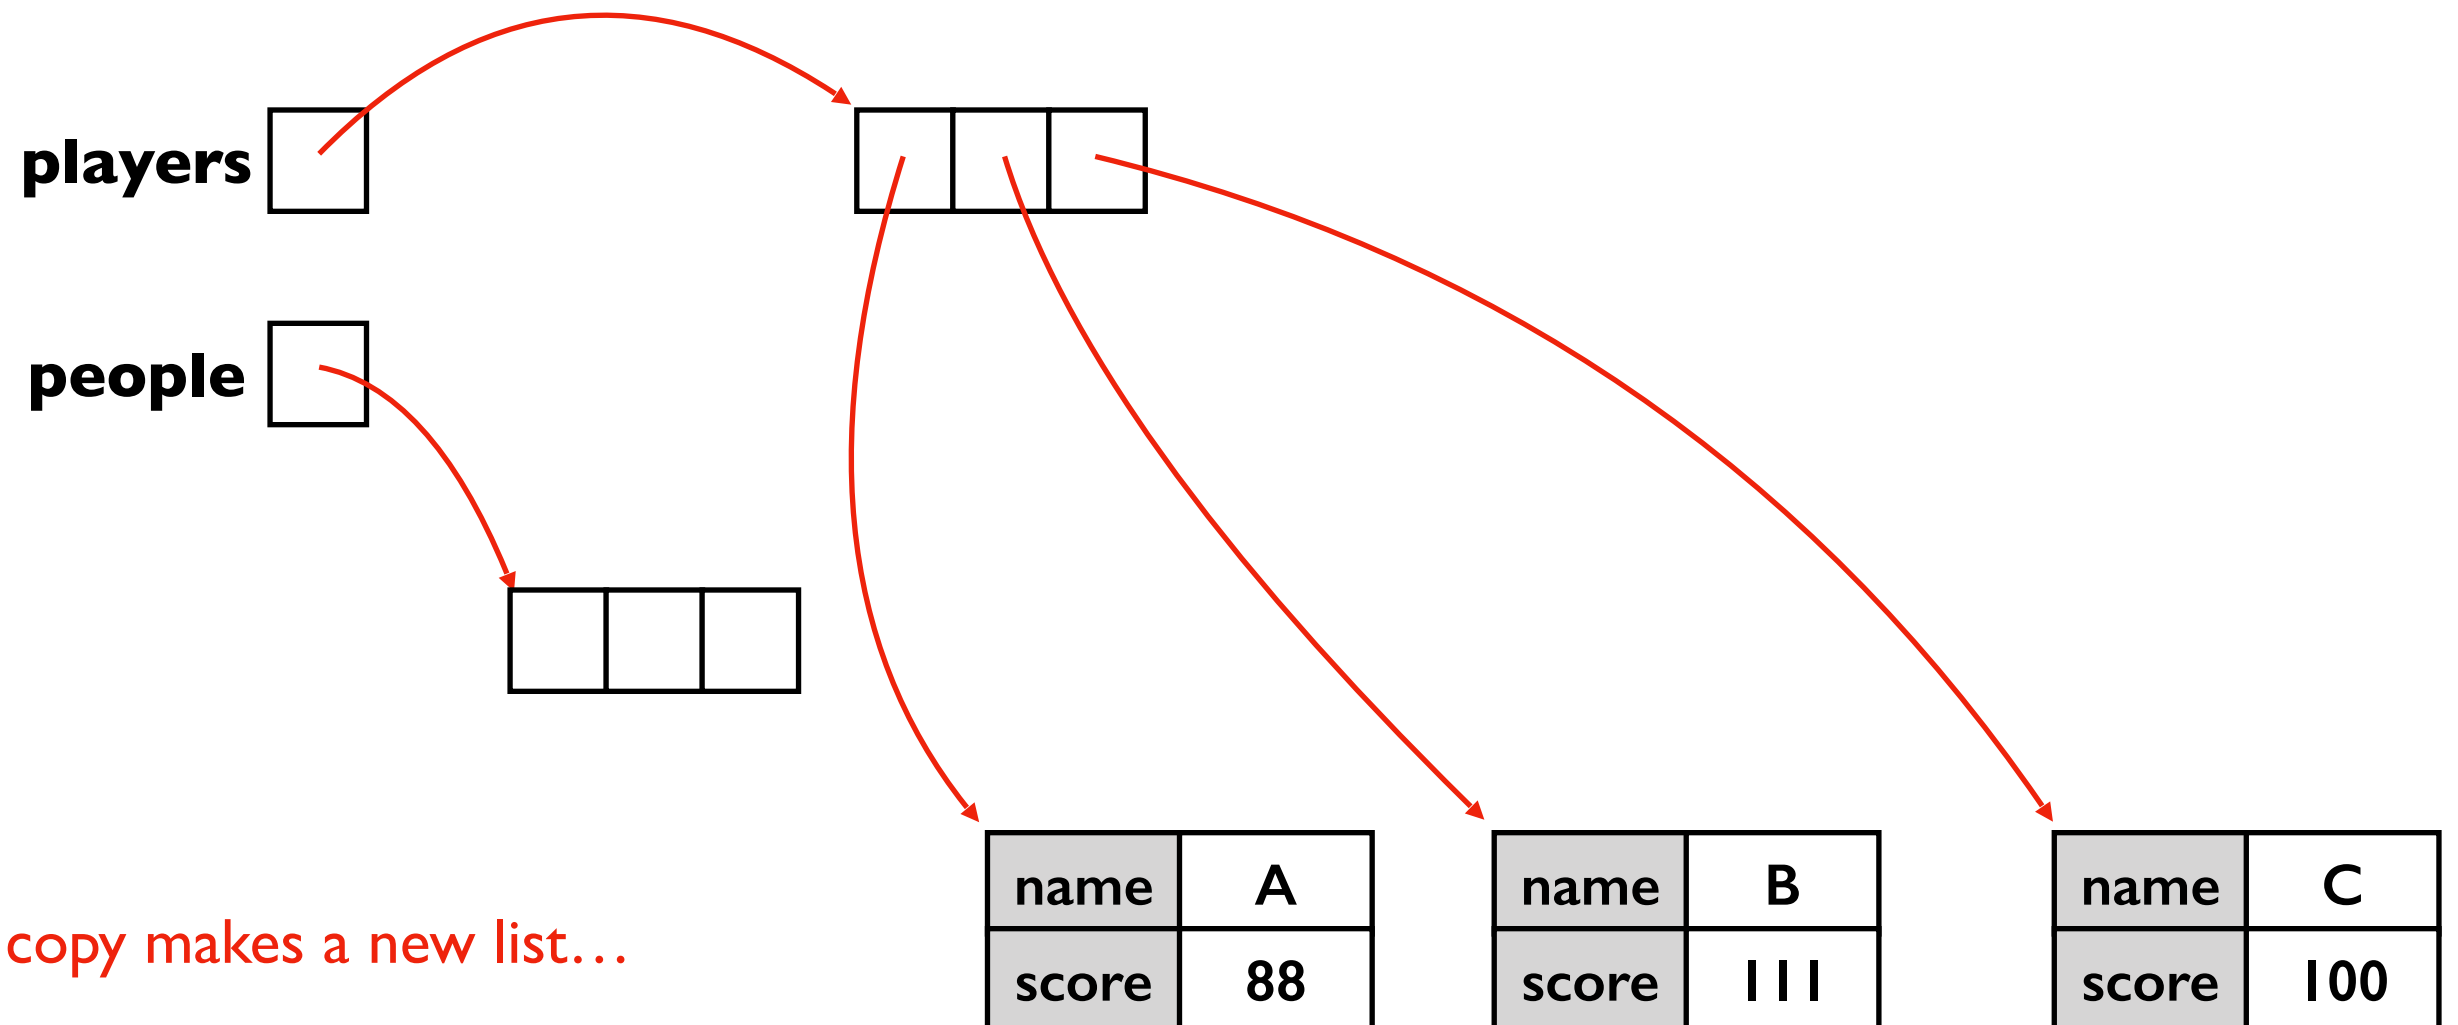 players
people
name A
score 88
name B
score 111
name C
score 100
copy makes a new list…